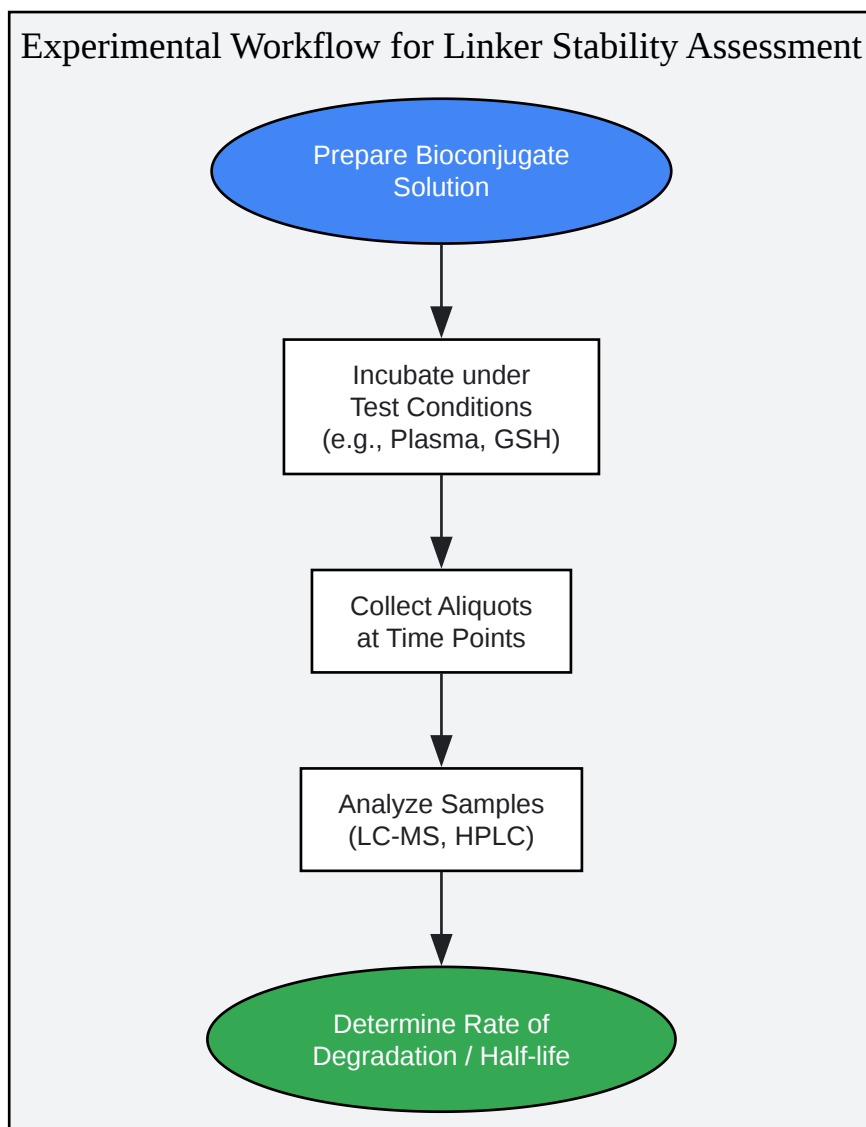 Experimental Workflow for Linker Stability Assessment
Prepare Bioconjugate
Solution
Incubate under
Test Conditions
(e.g., Plasma, GSH)
Collect Aliquots
at Time Points
Analyze Samples
(LC-MS, HPLC)
Determine Rate of
Degradation / Half-life